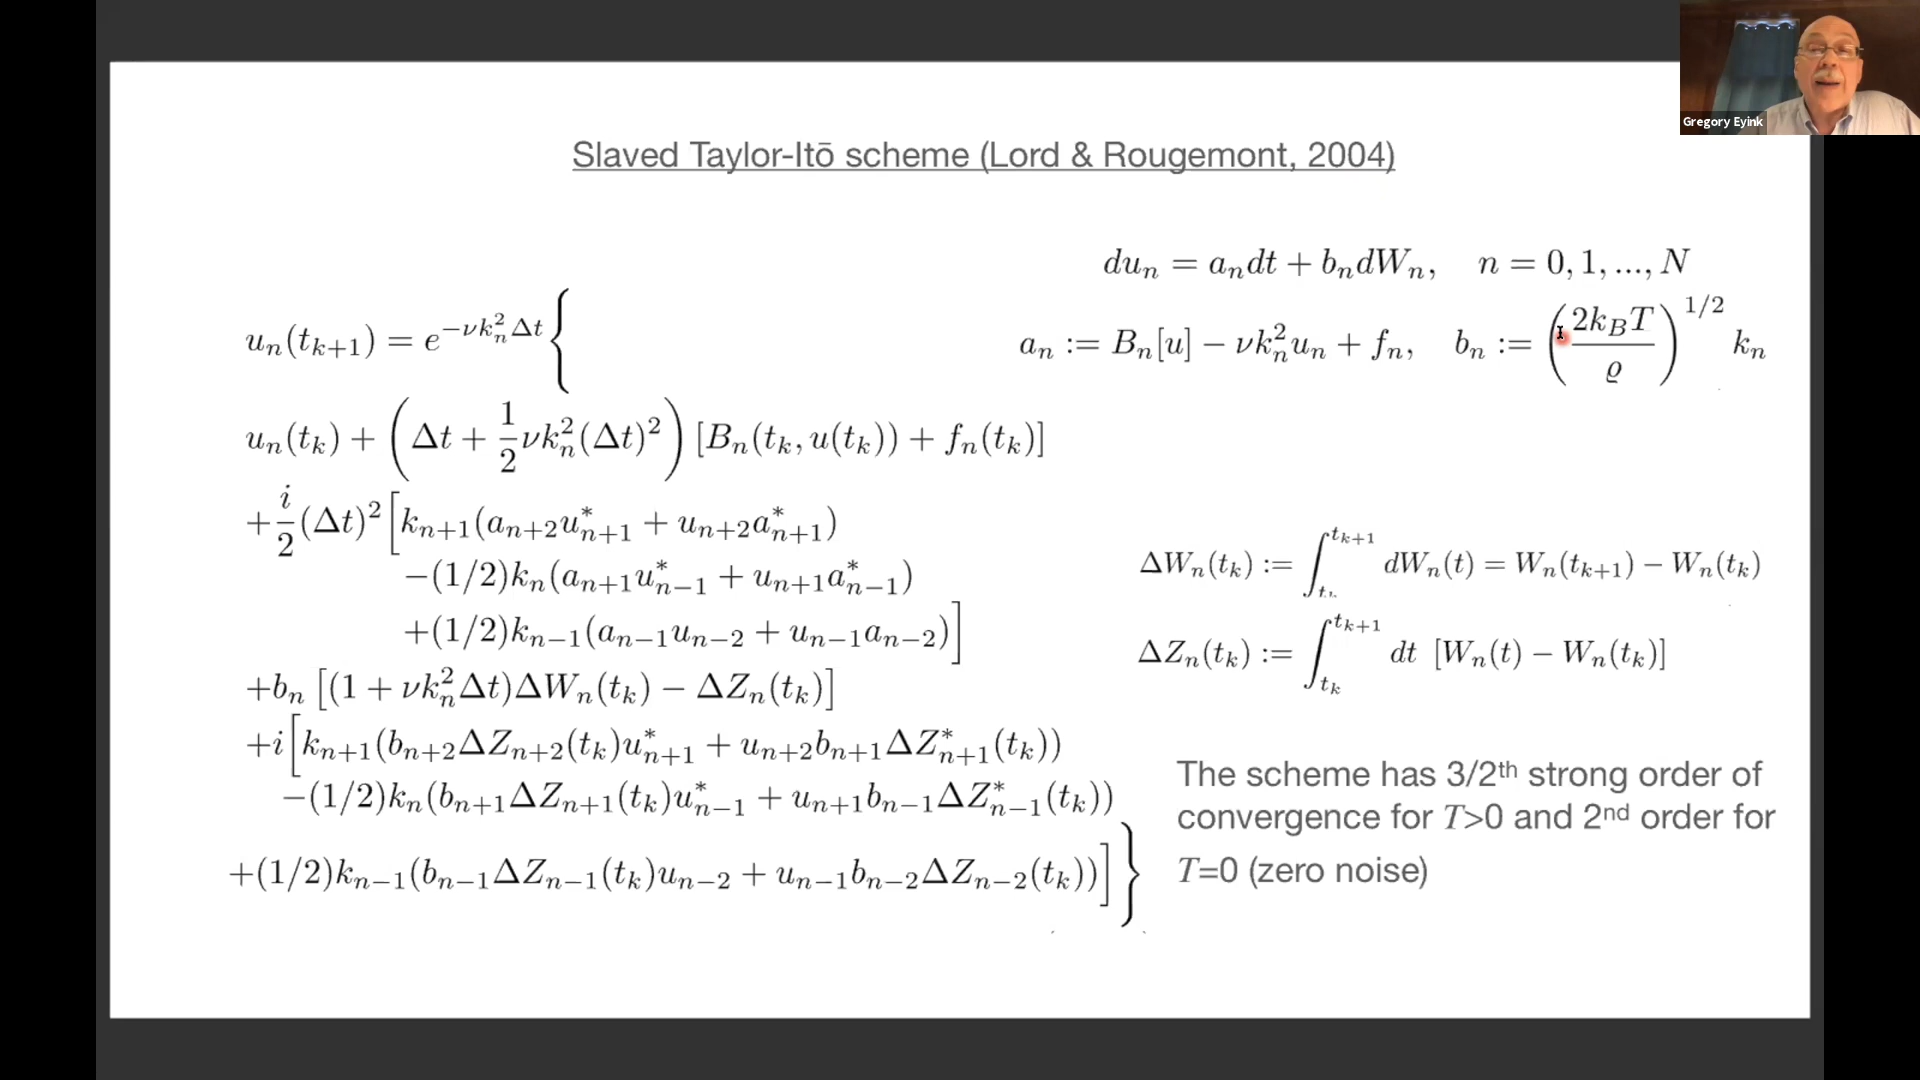 Gregory Eyink
Slaved Taylor-Itō scheme (Lord & Rougemont, 2004)
du_n = a_n dt + b_n dW_n, n = 0, 1, ..., N
a_n := B_n[u] − νk_n^2 u_n + f_n, b_n := (2k_BT/ϱ)^{1/2} k_n
u_n(t_{k+1}) = e^{−νk_n^2 Δt} {
u_n(t_k) + (Δt + 1/2 νk_n^2 (Δt)^2) [B_n(t_k, u(t_k)) + f_n(t_k)]
+ i/2 (Δt)^2 [k_{n+1}(a_{n+2}u*_{n+1} + u_{n+2}a*_{n+1})
−(1/2)k_n(a_{n+1}u*_{n−1} + u_{n+1}a*_{n−1})
+(1/2)k_{n−1}(a_{n−1}u_{n−2} + u_{n−1}a_{n−2})]
+b_n [(1 + νk_n^2 Δt)ΔW_n(t_k) − ΔZ_n(t_k)]
+i[k_{n+1}(b_{n+2}ΔZ_{n+2}(t_k)u*_{n+1} + u_{n+2}b_{n+1}ΔZ*_{n+1}(t_k))
−(1/2)k_n(b_{n+1}ΔZ_{n+1}(t_k)u*_{n−1} + u_{n+1}b_{n−1}ΔZ*_{n−1}(t_k))
+(1/2)k_{n−1}(b_{n−1}ΔZ_{n−1}(t_k)u_{n−2} + u_{n−1}b_{n−2}ΔZ_{n−2}(t_k))]}
ΔW_n(t_k) := ∫_{t_k}^{t_{k+1}} dW_n(t) = W_n(t_{k+1}) − W_n(t_k)
ΔZ_n(t_k) := ∫_{t_k}^{t_{k+1}} dt [W_n(t) − W_n(t_k)]
The scheme has 3/2th strong order of
convergence for T>0 and 2nd order for
T=0 (zero noise)